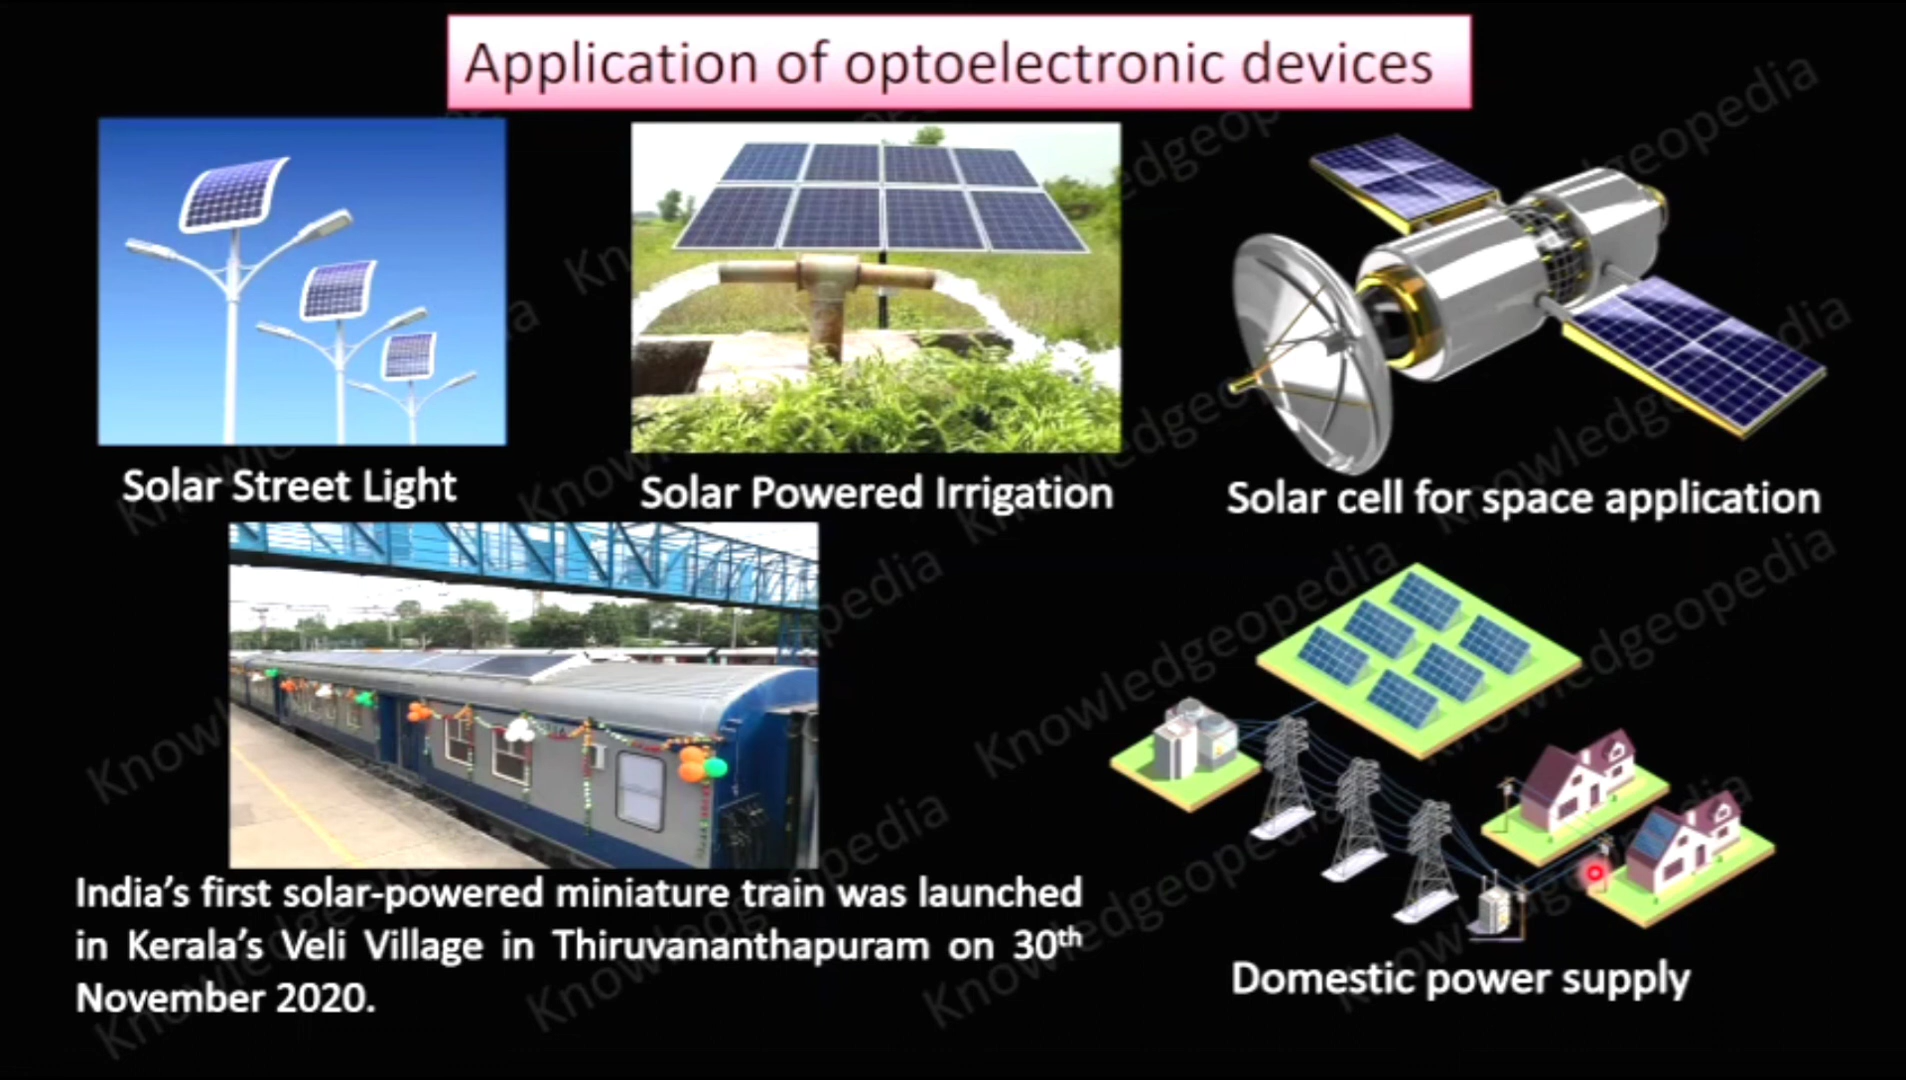 Application of optoelectronic devices
Solar Street Light
Solar Powered Irrigation
Solar cell for space application
India's first solar-powered miniature train was launched
in Kerala's Veli Village in Thiruvananthapuram on 30th
November 2020.
Domestic power supply
Knowledgeopedia